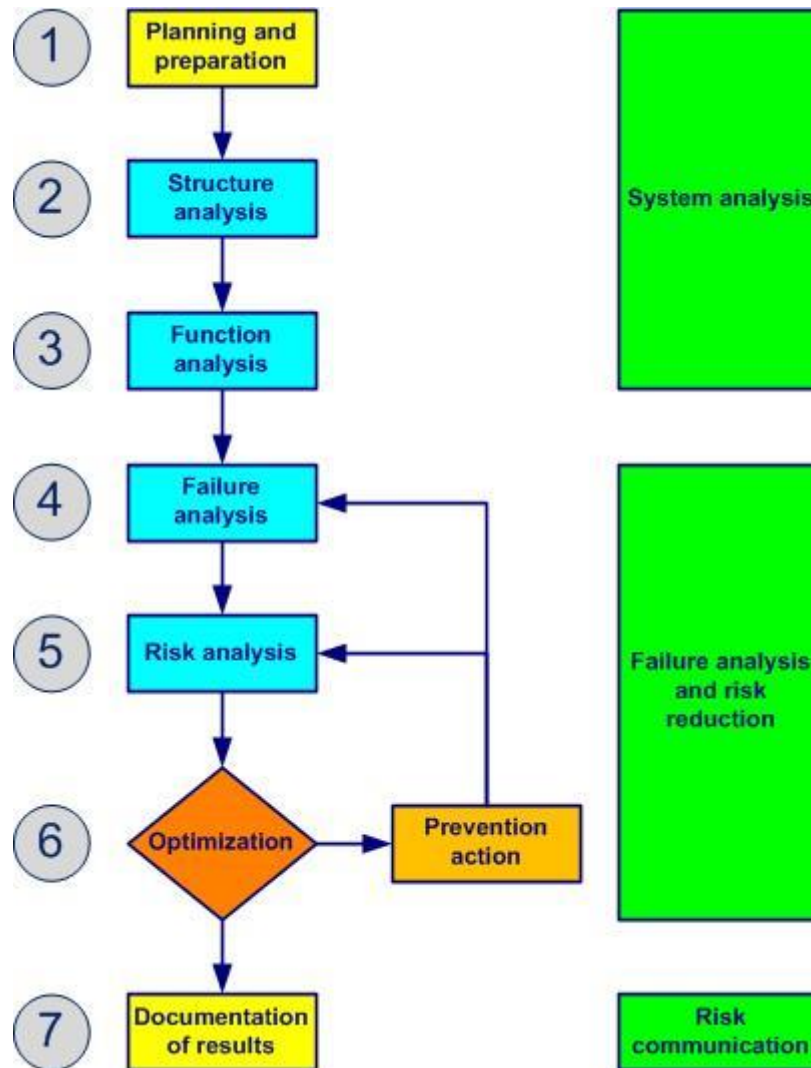 1
Planning and
preparation
2
Structure
analysis
System analysis
3
Function
analysis
4
Failure
analysis
5
Risk analysis
Failure analysis
and risk
reduction
6
Optimization
Prevention
action
7
Documentation
of results
Risk
communication